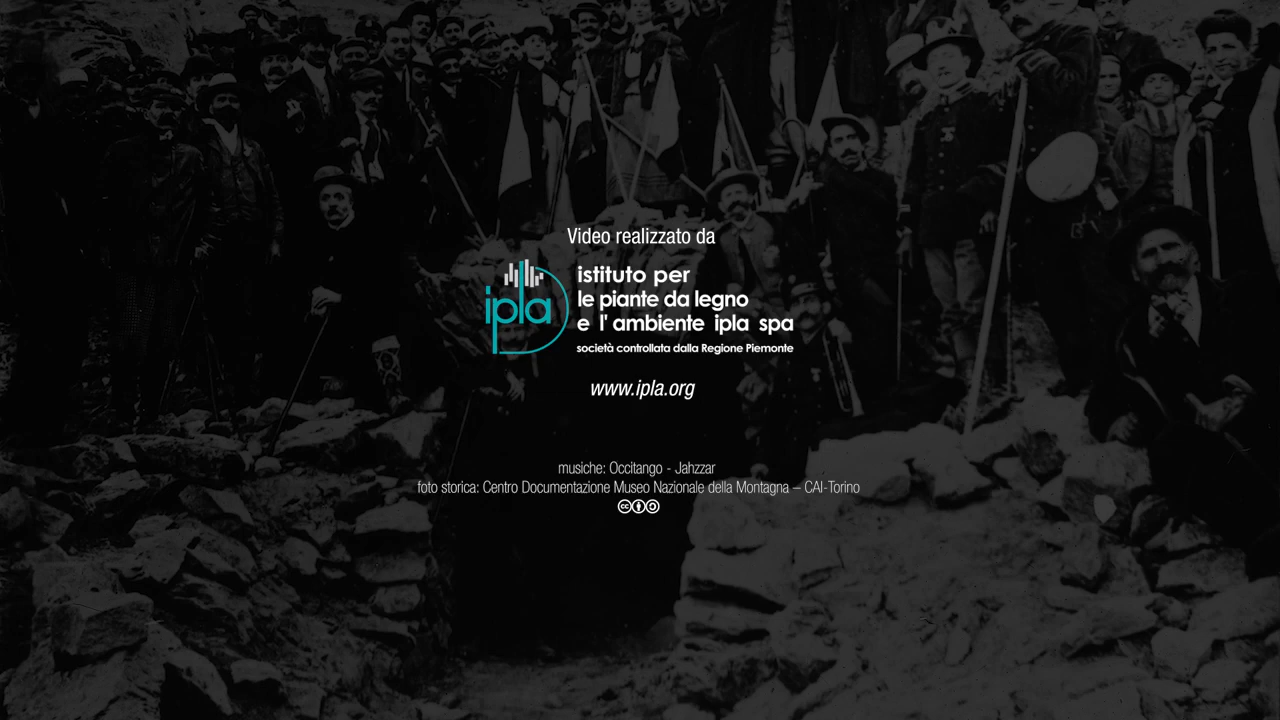 Video realizzato da
ipla
istituto per
le piante da legno
e l' ambiente ipla spa
società controllata dalla Regione Piemonte
www.ipla.org
musiche: Occitango - Jahzzar
foto storica: Centro Documentazione Museo Nazionale della Montagna – CAI-Torino
cc